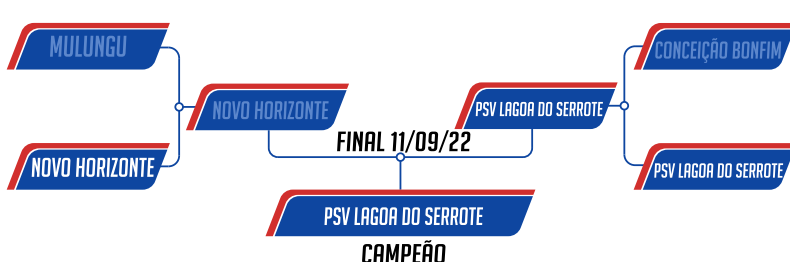 MULUNGU
CONCEIÇÃO BONFIM
NOVO HORIZONTE
PSV LAGOA DO SERROTE
FINAL 11/09/22
NOVO HORIZONTE
PSV LAGOA DO SERROTE
PSV LAGOA DO SERROTE
CAMPEÃO